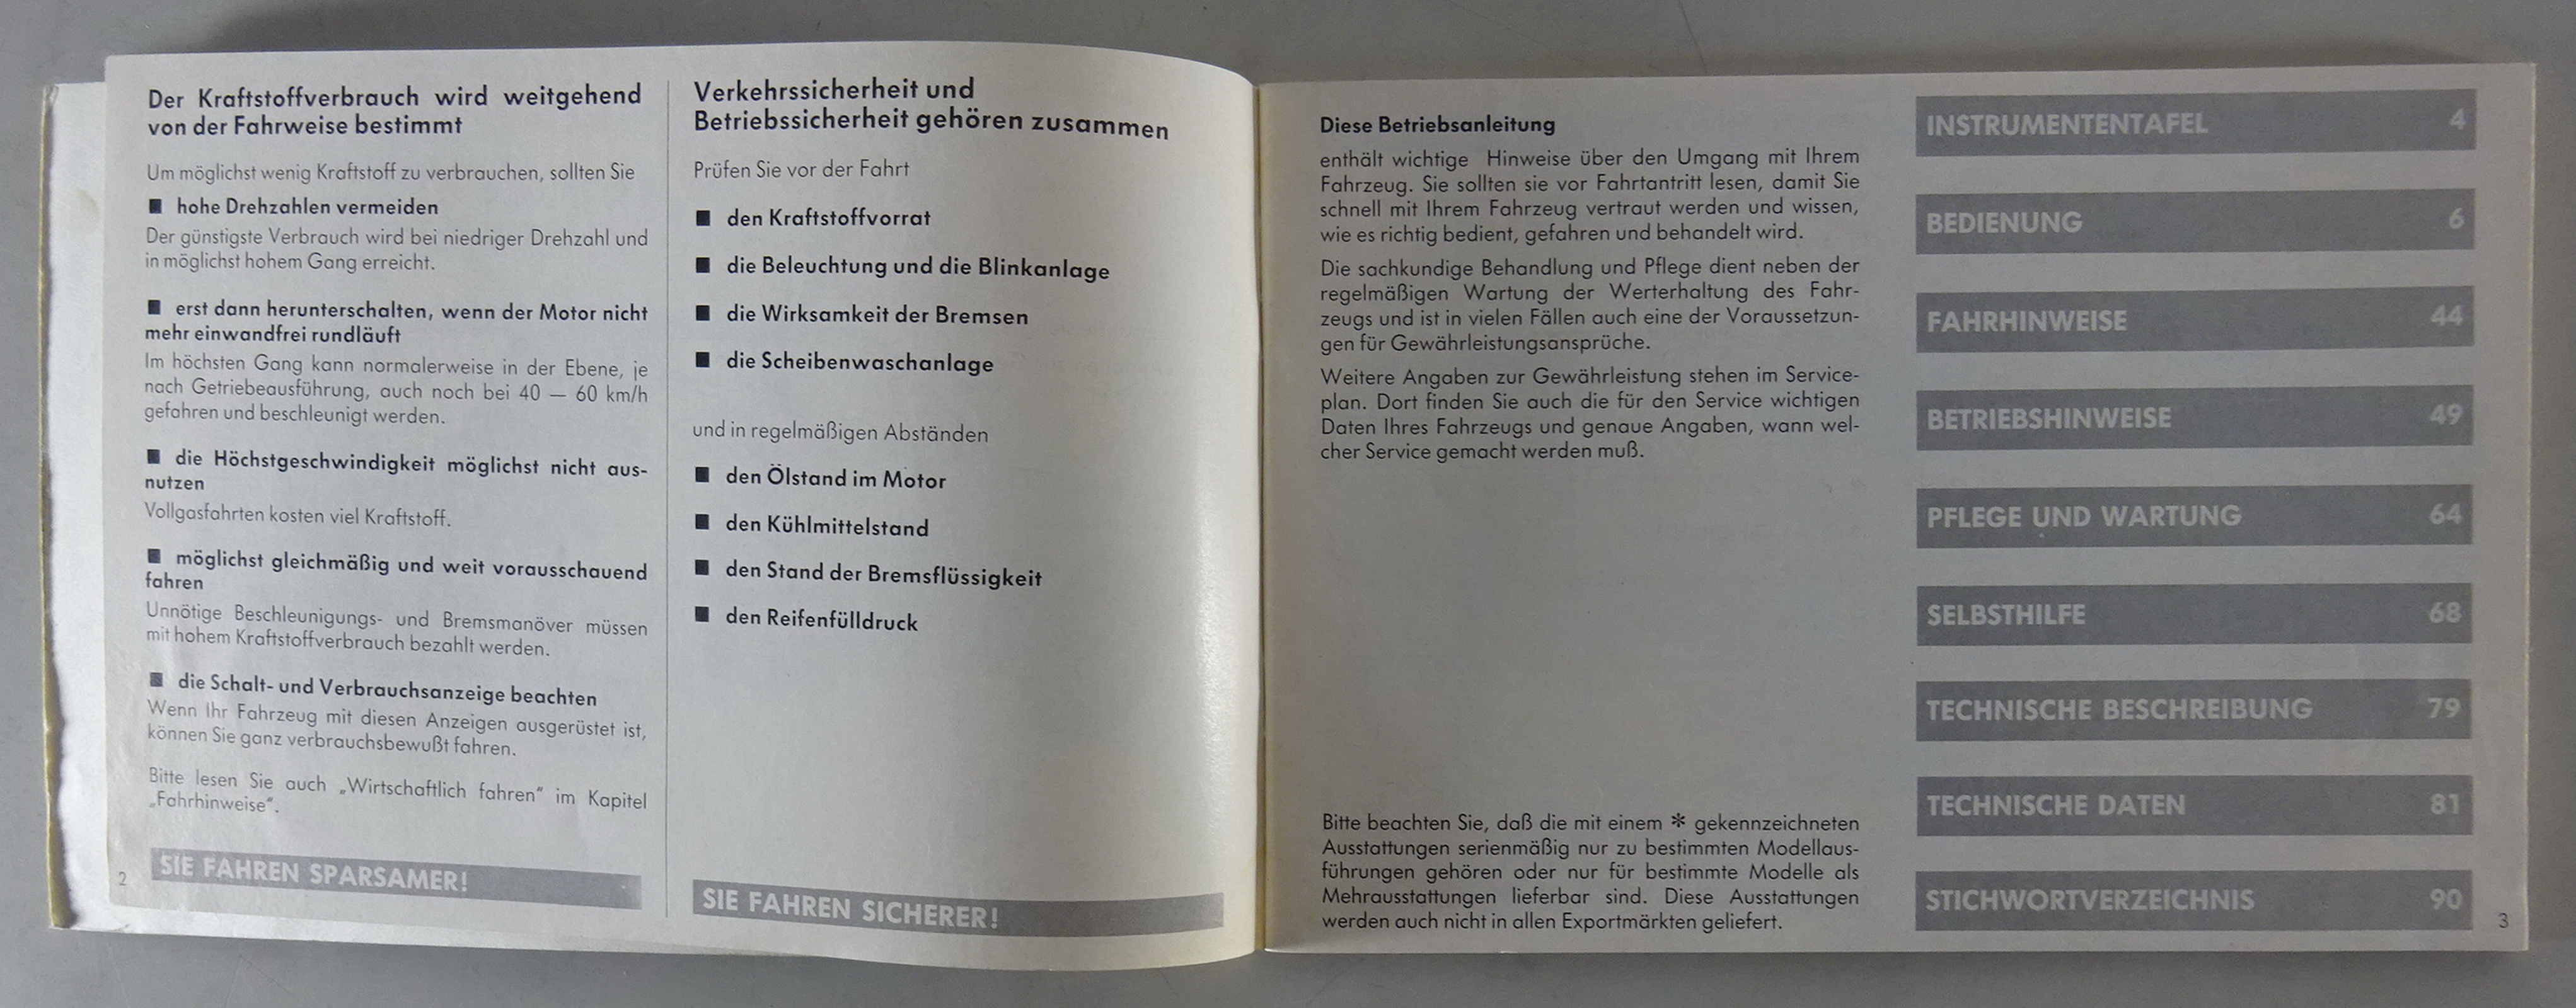 Der Kraftstoffverbrauch wird weitgehend
von der Fahrweise bestimmt
Um möglichst wenig Kraftstoff zu verbrauchen, sollten Sie
■ hohe Drehzahlen vermeiden
Der günstigste Verbrauch wird bei niedriger Drehzahl und
in möglichst hohem Gang erreicht.
■ erst dann herunterschalten, wenn der Motor nicht
mehr einwandfrei rundläuft
Im höchsten Gang kann normalerweise in der Ebene, je
nach Getriebeausführung, auch noch bei 40 — 60 km/h
gefahren und beschleunigt werden.
■ die Höchstgeschwindigkeit möglichst nicht aus-
nutzen
Vollgasfahrten kosten viel Kraftstoff.
■ möglichst gleichmäßig und weit vorausschauend
fahren
Unnötige Beschleunigungs- und Bremsmanöver müssen
mit hohem Kraftstoffverbrauch bezahlt werden.
■ die Schalt- und Verbrauchsanzeige beachten
Wenn Ihr Fahrzeug mit diesen Anzeigen ausgerüstet ist,
können Sie ganz verbrauchsbewußt fahren.
Bitte lesen Sie auch „Wirtschaftlich fahren" im Kapitel
„Fahrhinweise".
SIE FAHREN SPARSAMER!
2
Verkehrssicherheit und
Betriebssicherheit gehören zusammen
Prüfen Sie vor der Fahrt
■ den Kraftstoffvorrat
■ die Beleuchtung und die Blinkanlage
■ die Wirksamkeit der Bremsen
■ die Scheibenwaschanlage
und in regelmäßigen Abständen
■ den Ölstand im Motor
■ den Kühlmittelstand
■ den Stand der Bremsflüssigkeit
■ den Reifenfülldruck
SIE FAHREN SICHERER!
Diese Betriebsanleitung
enthält wichtige Hinweise über den Umgang mit Ihrem
Fahrzeug. Sie sollten sie vor Fahrtantritt lesen, damit Sie
schnell mit Ihrem Fahrzeug vertraut werden und wissen,
wie es richtig bedient, gefahren und behandelt wird.
Die sachkundige Behandlung und Pflege dient neben der
regelmäßigen Wartung der Werterhaltung des Fahr-
zeugs und ist in vielen Fällen auch eine der Voraussetzun-
gen für Gewährleistungsansprüche.
Weitere Angaben zur Gewährleistung stehen im Service-
plan. Dort finden Sie auch die für den Service wichtigen
Daten Ihres Fahrzeugs und genaue Angaben, wann wel-
cher Service gemacht werden muß.
Bitte beachten Sie, daß die mit einem * gekennzeichneten
Ausstattungen serienmäßig nur zu bestimmten Modellaus-
führungen gehören oder nur für bestimmte Modelle als
Mehrausstattungen lieferbar sind. Diese Ausstattungen
werden auch nicht in allen Exportmärkten geliefert.
INSTRUMENTENTAFEL 4
BEDIENUNG 6
FAHRHINWEISE 44
BETRIEBSHINWEISE 49
PFLEGE UND WARTUNG 64
SELBSTHILFE 68
TECHNISCHE BESCHREIBUNG 79
TECHNISCHE DATEN 81
STICHWORTVERZEICHNIS 90
3